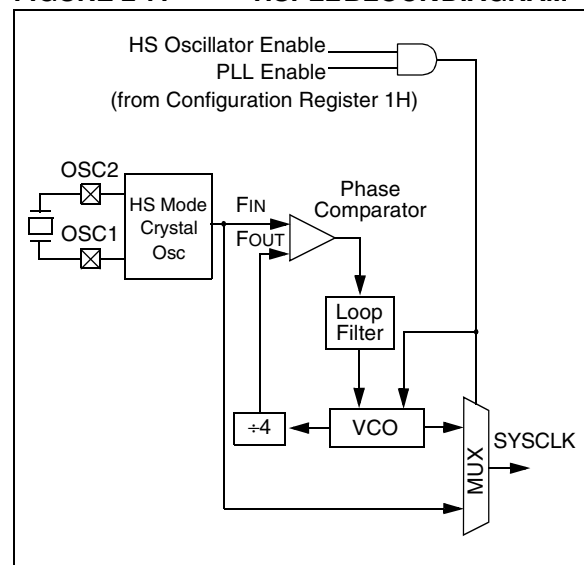 HS Oscillator Enable
PLL Enable
(from Configuration Register 1H)
OSC2
OSC1
HS Mode
Crystal
Osc
FIN
FOUT
Phase
Comparator
Loop
Filter
÷4
VCO
MUX
SYSCLK